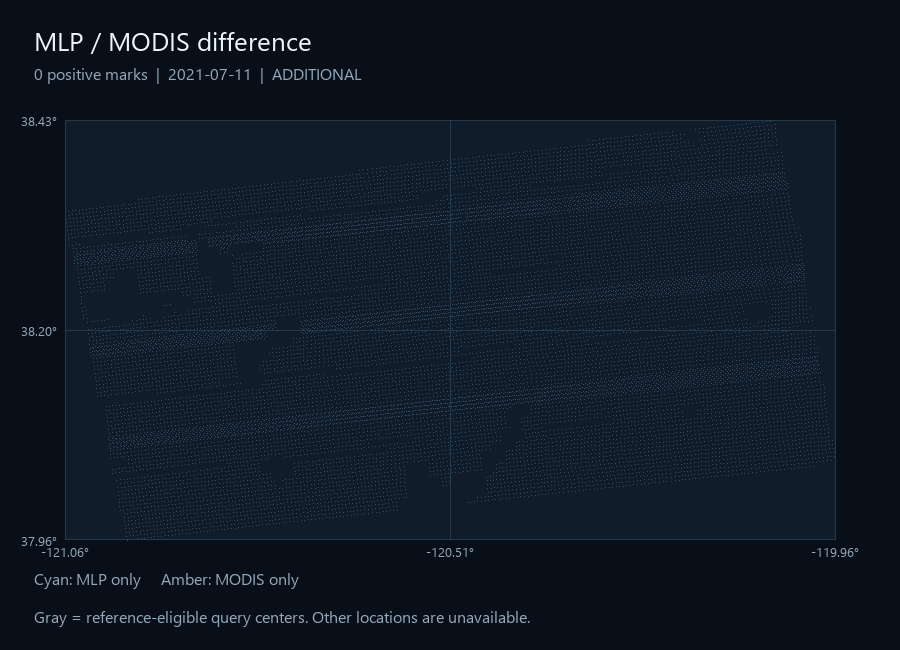 MLP / MODIS difference
0 positive marks | 2021-07-11 | ADDITIONAL
38.43°
38.20°
37.96°
-121.06° -120.51° -119.96°
Cyan: MLP only Amber: MODIS only
Gray = reference-eligible query centers. Other locations are unavailable.